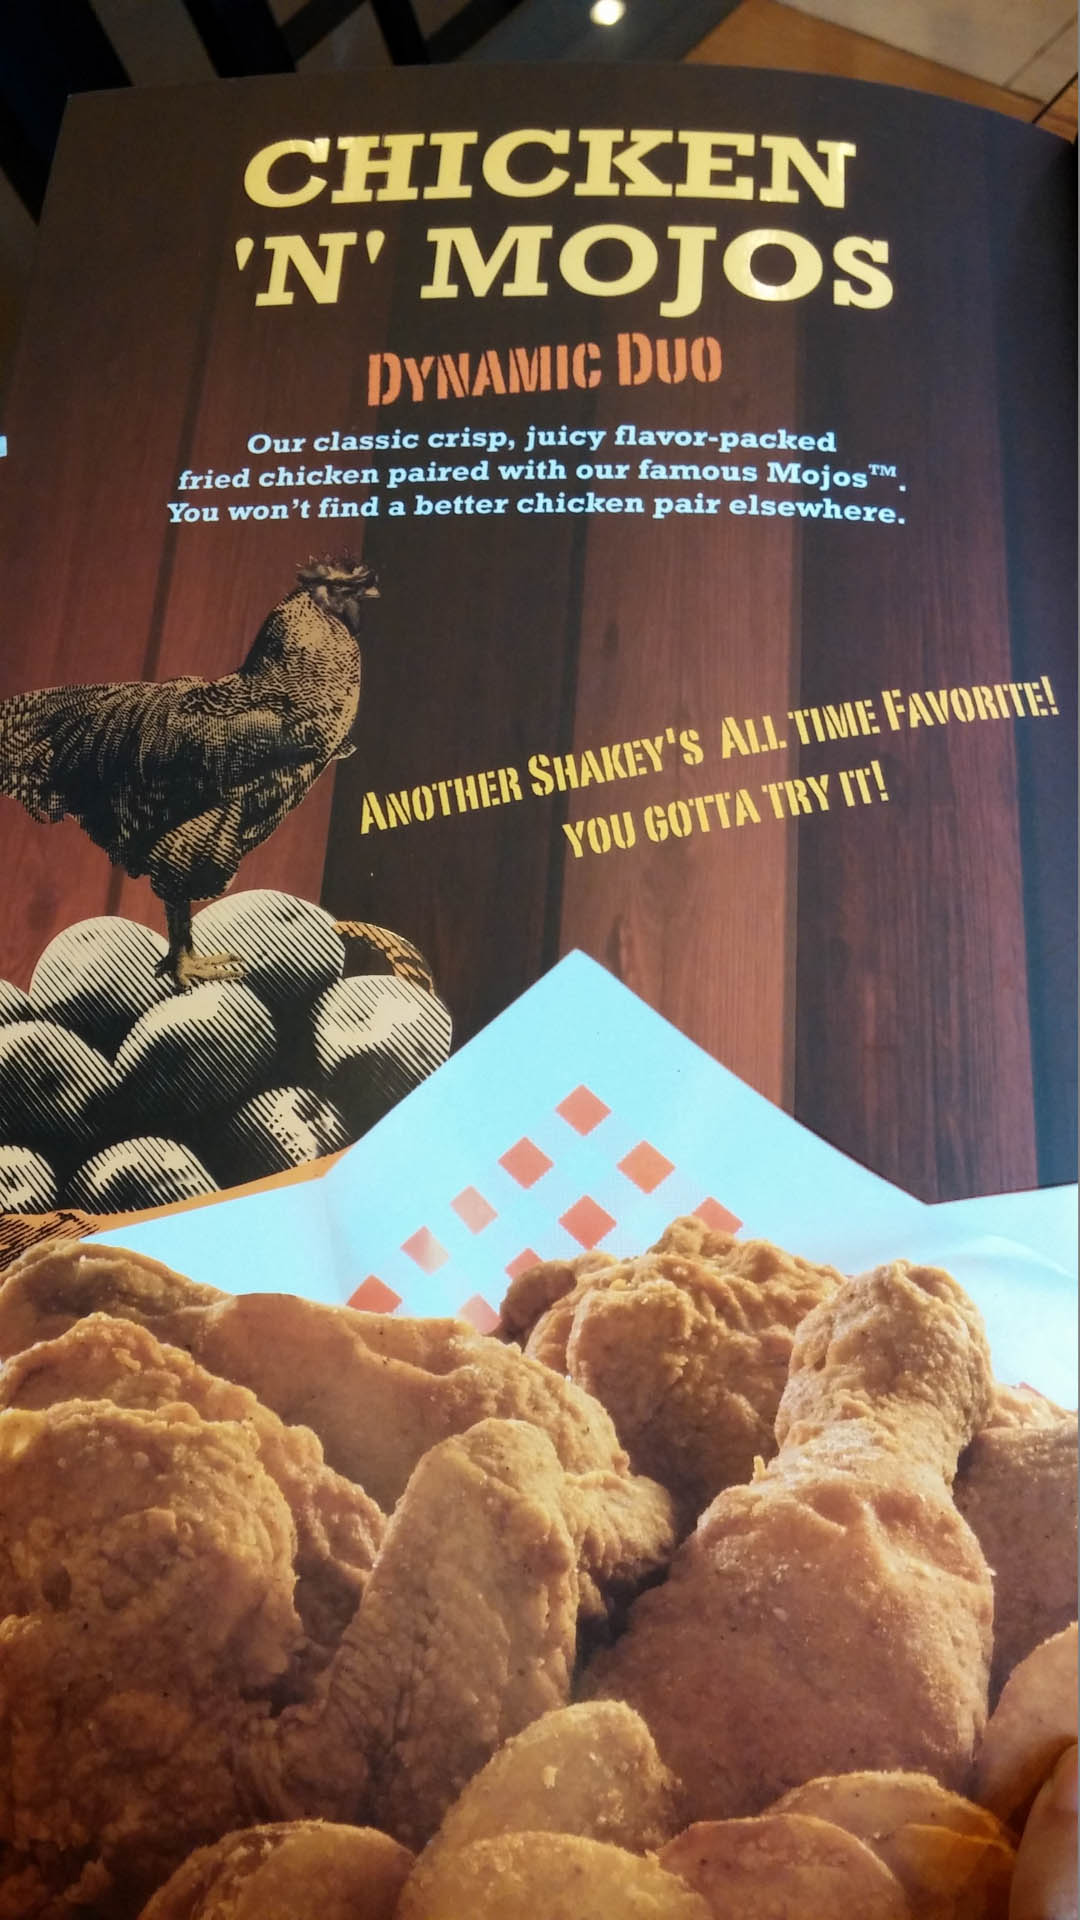 CHICKEN
'N' MOJOS
DYNAMIC DUO
Our classic crisp, juicy flavor-packed
fried chicken paired with our famous Mojos™.
You won't find a better chicken pair elsewhere.
ANOTHER SHAKEY'S ALL TIME FAVORITE!
YOU GOTTA TRY IT!